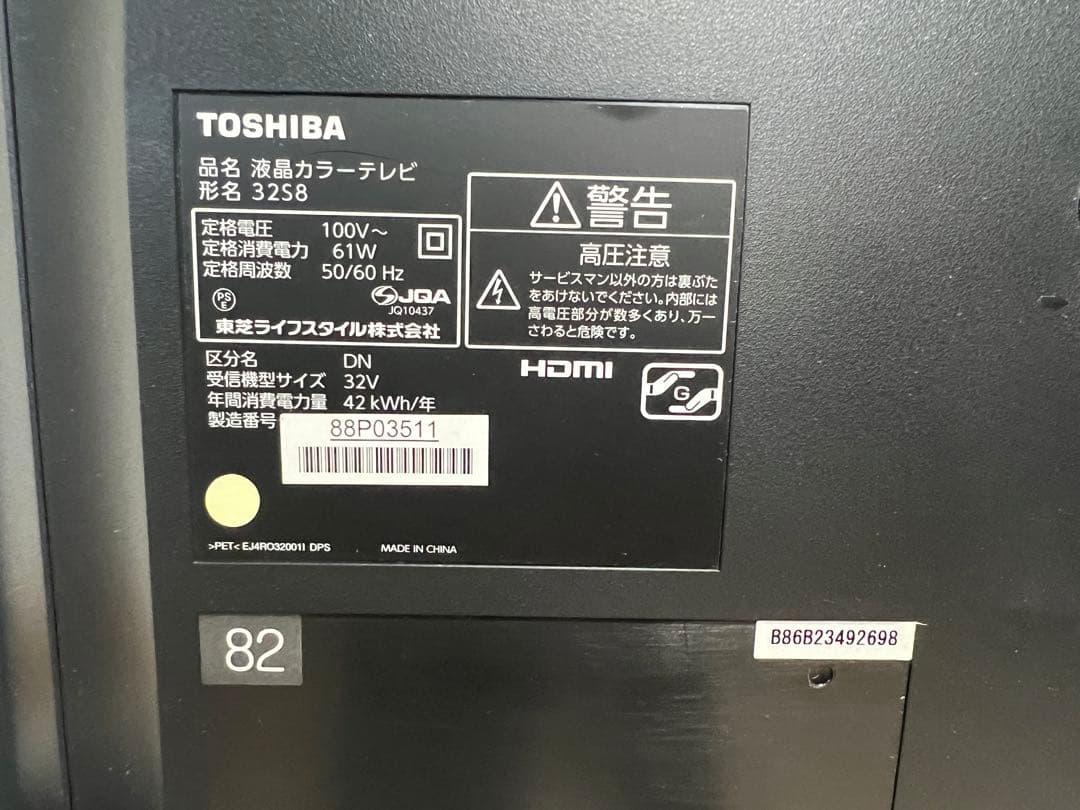 TOSHIBA
品名 液晶カラーテレビ
形名 32S8
定格電圧 100V～
定格消費電力 61W
定格周波数 50/60 Hz
PS
E
JQA
JQ10437
東芝ライフスタイル株式会社
警告
高圧注意
サービスマン以外の方は裏ぶた
をあけないでください。内部には
高電圧部分が数多くあり、万一
さわると危険です。
区分名 DN
受信機型サイズ 32V
年間消費電力量 42 kWh/年
製造番号 88P03511
HDMI
G
>PET< EJ4RO32001I DPS MADE IN CHINA
82
B86B23492698